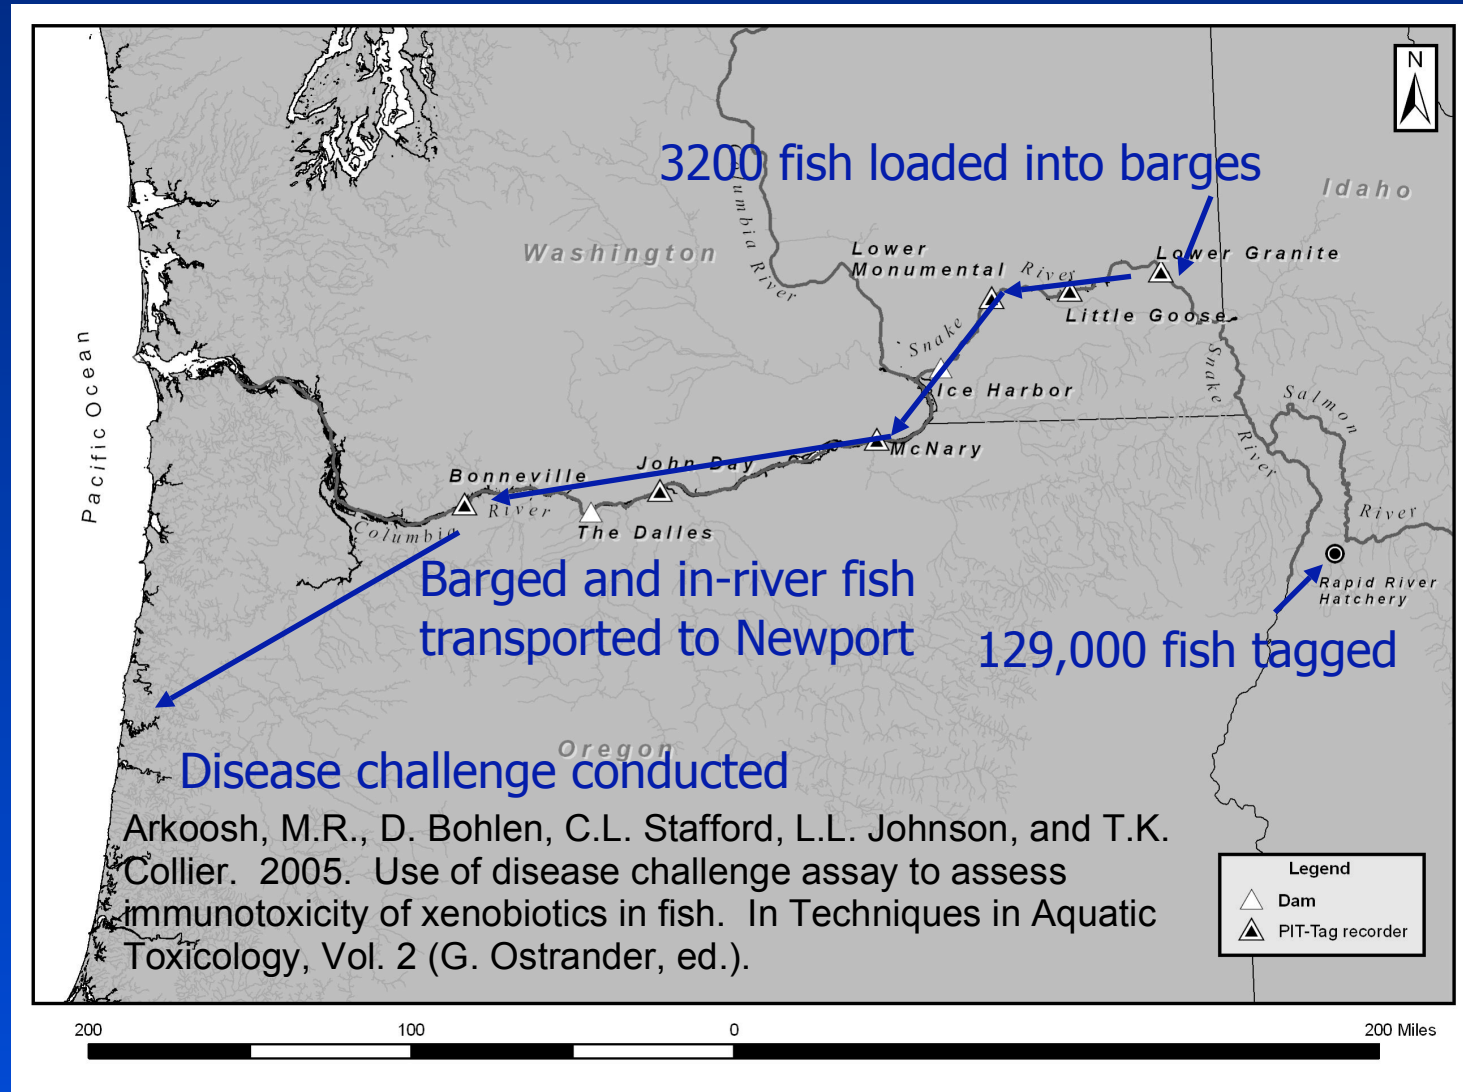 N
3200 fish loaded into barges
Idaho
Washington
Columbia River
Lower
Monumental
River
Lower Granite
Little Goose
Snake
Ice Harbor
Snake
River
Salmon
River
Pacific Ocean
McNary
John Day
Bonneville
River
Columbia
The Dalles
Rapid River
Hatchery
Barged and in-river fish
transported to Newport
129,000 fish tagged
Oregon
Disease challenge conducted
Arkoosh, M.R., D. Bohlen, C.L. Stafford, L.L. Johnson, and T.K.
Collier.  2005.  Use of disease challenge assay to assess
immunotoxicity of xenobiotics in fish.  In Techniques in Aquatic
Toxicology, Vol. 2 (G. Ostrander, ed.).
Legend
Dam
PIT-Tag recorder
200 100 0 200 Miles